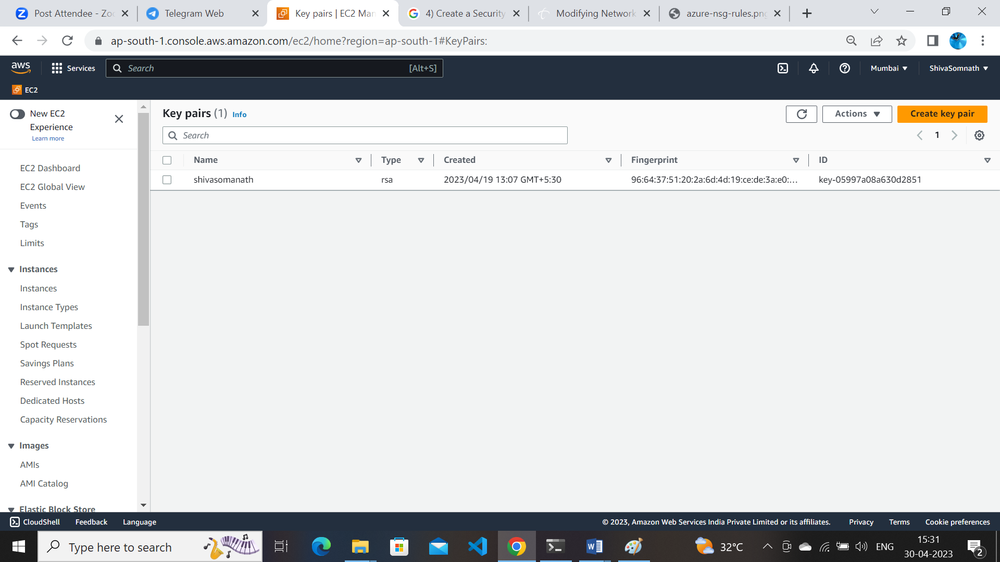 Post Attendee - Zoo
Telegram Web
Key pairs | EC2 Man
4) Create a Security
Modifying Network
azure-nsg-rules.png
ap-south-1.console.aws.amazon.com/ec2/home?region=ap-south-1#KeyPairs:
aws
Services
Search
[Alt+S]
Mumbai
ShivaSomnath
EC2
New EC2
Experience
Learn more
EC2 Dashboard
EC2 Global View
Events
Tags
Limits
Instances
Instances
Instance Types
Launch Templates
Spot Requests
Savings Plans
Reserved Instances
Dedicated Hosts
Capacity Reservations
Images
AMIs
AMI Catalog
Elastic Block Store
Key pairs (1) Info
Actions
Create key pair
Search
1
Name Type Created Fingerprint ID
shivasomanath rsa 2023/04/19 13:07 GMT+5:30 96:64:37:51:20:2a:6d:4d:19:ce:de:3a:e0:... key-05997a08a630d2851
CloudShell Feedback Language
© 2023, Amazon Web Services India Private Limited or its affiliates. Privacy Terms Cookie preferences
Type here to search
32°C
ENG
15:31
30-04-2023
2